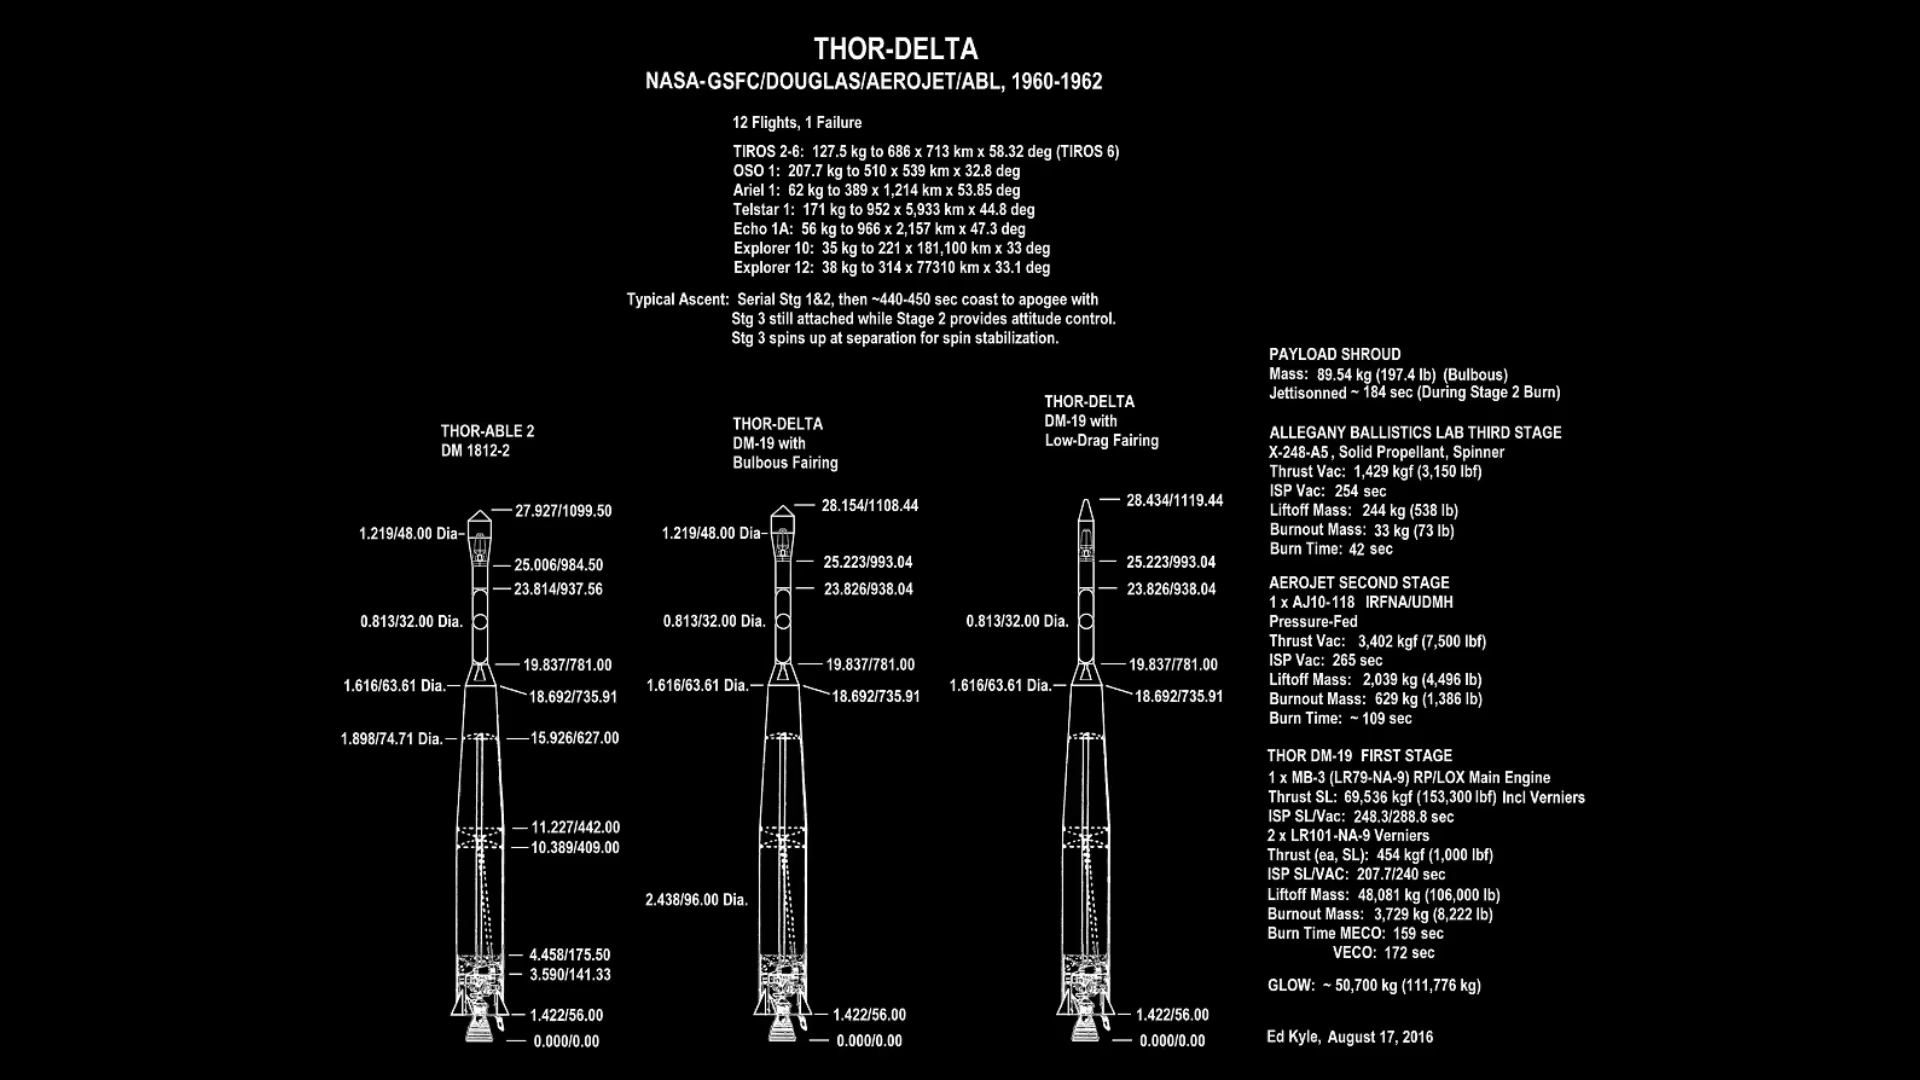 THOR-DELTA
NASA-GSFC/DOUGLAS/AEROJET/ABL, 1960-1962
12 Flights, 1 Failure
TIROS 2-6: 127.5 kg to 686 x 713 km x 58.32 deg (TIROS 6)
OSO 1: 207.7 kg to 510 x 539 km x 32.8 deg
Ariel 1: 62 kg to 389 x 1,214 km x 53.85 deg
Telstar 1: 171 kg to 952 x 5,933 km x 44.8 deg
Echo 1A: 56 kg to 966 x 2,157 km x 47.3 deg
Explorer 10: 35 kg to 221 x 181,100 km x 33 deg
Explorer 12: 38 kg to 314 x 77310 km x 33.1 deg
Typical Ascent: Serial Stg 1&2, then ~440-450 sec coast to apogee with
Stg 3 still attached while Stage 2 provides attitude control.
Stg 3 spins up at separation for spin stabilization.
THOR-ABLE 2
DM 1812-2
27.927/1099.50
1.219/48.00 Dia
25.006/984.50
23.814/937.56
0.813/32.00 Dia.
19.837/781.00
1.616/63.61 Dia.
18.692/735.91
1.898/74.71 Dia.
15.926/627.00
11.227/442.00
10.389/409.00
4.458/175.50
3.590/141.33
1.422/56.00
0.000/0.00
THOR-DELTA
DM-19 with
Bulbous Fairing
28.154/1108.44
1.219/48.00 Dia
25.223/993.04
23.826/938.04
0.813/32.00 Dia.
19.837/781.00
1.616/63.61 Dia.
18.692/735.91
2.438/96.00 Dia.
1.422/56.00
0.000/0.00
THOR-DELTA
DM-19 with
Low-Drag Fairing
28.434/1119.44
25.223/993.04
23.826/938.04
0.813/32.00 Dia.
19.837/781.00
1.616/63.61 Dia.
18.692/735.91
1.422/56.00
0.000/0.00
PAYLOAD SHROUD
Mass: 89.54 kg (197.4 lb) (Bulbous)
Jettisonned ~ 184 sec (During Stage 2 Burn)
ALLEGANY BALLISTICS LAB THIRD STAGE
X-248-A5, Solid Propellant, Spinner
Thrust Vac: 1,429 kgf (3,150 lbf)
ISP Vac: 254 sec
Liftoff Mass: 244 kg (538 lb)
Burnout Mass: 33 kg (73 lb)
Burn Time: 42 sec
AEROJET SECOND STAGE
1 x AJ10-118 IRFNA/UDMH
Pressure-Fed
Thrust Vac: 3,402 kgf (7,500 lbf)
ISP Vac: 265 sec
Liftoff Mass: 2,039 kg (4,496 lb)
Burnout Mass: 629 kg (1,386 lb)
Burn Time: ~ 109 sec
THOR DM-19 FIRST STAGE
1 x MB-3 (LR79-NA-9) RP/LOX Main Engine
Thrust SL: 69,536 kgf (153,300 lbf) Incl Verniers
ISP SL/Vac: 248.3/288.8 sec
2 x LR101-NA-9 Verniers
Thrust (ea, SL): 454 kgf (1,000 lbf)
ISP SL/VAC: 207.7/240 sec
Liftoff Mass: 48,081 kg (106,000 lb)
Burnout Mass: 3,729 kg (8,222 lb)
Burn Time MECO: 159 sec
VECO: 172 sec
GLOW: ~ 50,700 kg (111,776 kg)
Ed Kyle, August 17, 2016